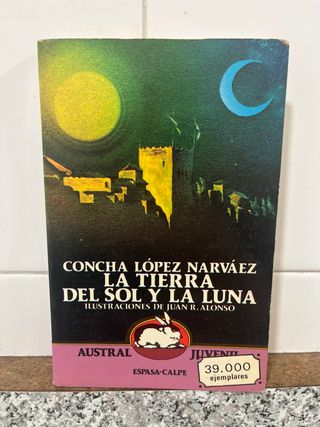 CONCHA LÓPEZ NARVÁEZ
LA TIERRA
DEL SOL Y LA LUNA
ILUSTRACIONES DE JUAN R. ALONSO
AUSTRAL JUVENIL
ESPASA-CALPE
39.000
ejemplares